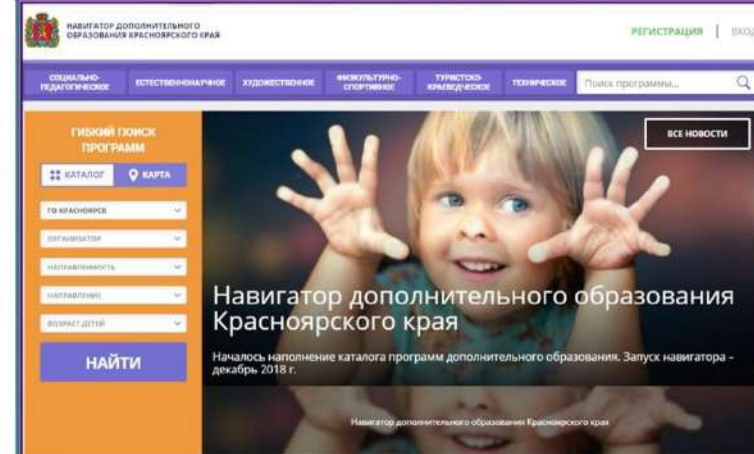 НАВИГАТОР ДОПОЛНИТЕЛЬНОГО
ОБРАЗОВАНИЯ КРАСНОЯРСКОГО КРАЯ
РЕГИСТРАЦИЯ | ВХОД
СОЦИАЛЬНО-
ПЕДАГОГИЧЕСКОЕ
ЕСТЕСТВЕННОНАУЧНОЕ
ХУДОЖЕСТВЕННОЕ
ФИЗКУЛЬТУРНО-
СПОРТИВНОЕ
ТУРИСТСКО-
КРАЕВЕДЧЕСКОЕ
ТЕХНИЧЕСКОЕ
Поиск программы...
ГИБКИЙ ПОИСК
ПРОГРАММ
КАТАЛОГ
КАРТА
ГО КРАСНОЯРСК
ОРГАНИЗАТОР
НАПРАВЛЕННОСТЬ
НАПРАВЛЕНИЕ
ВОЗРАСТ ДЕТЕЙ
НАЙТИ
ВСЕ НОВОСТИ
Навигатор дополнительного образования
Красноярского края
Началось наполнение каталога программ дополнительного образования. Запуск навигатора –
декабрь 2018 г.
Навигатор дополнительного образования Красноярского края